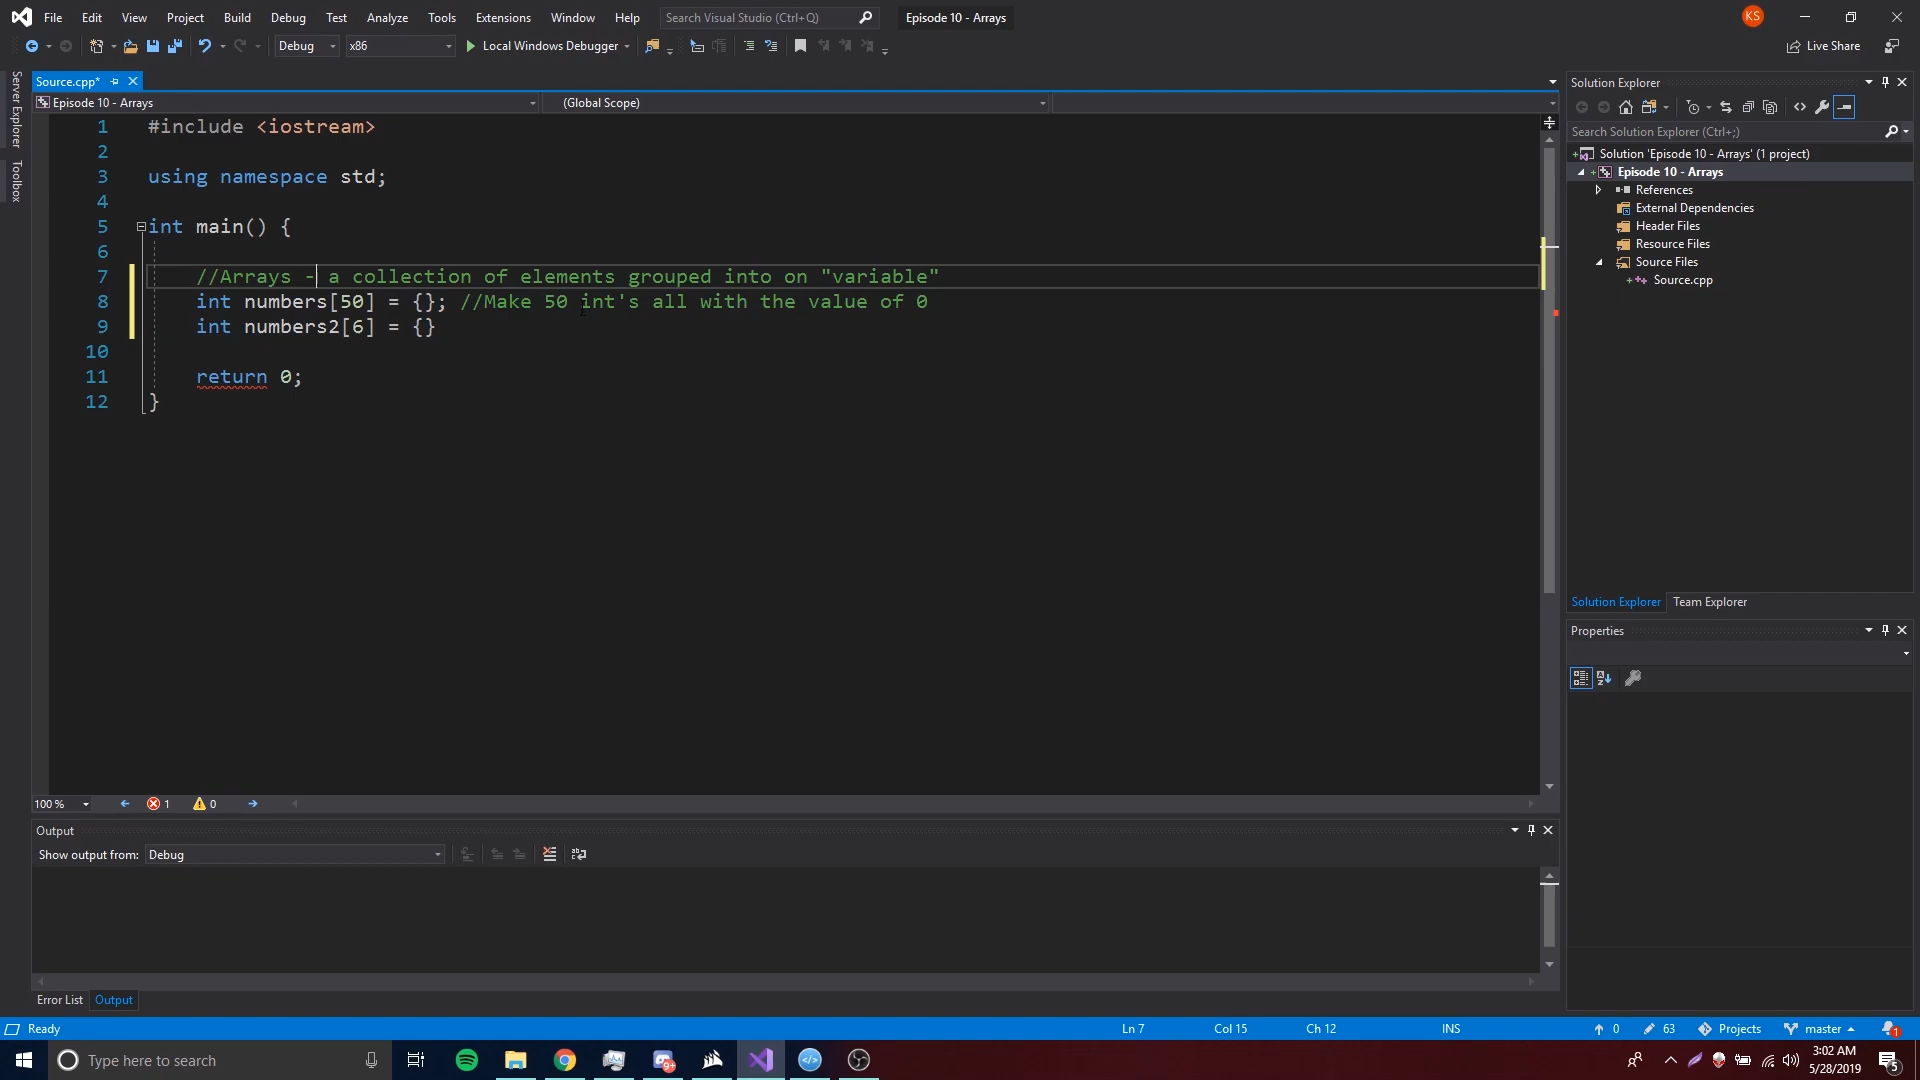 File Edit View Project Build Debug Test Analyze Tools Extensions Window Help Search Visual Studio (Ctrl+Q) Episode 10 - Arrays KS
Debug x86 Local Windows Debugger Live Share
Server Explorer
Toolbox
Source.cpp*
Episode 10 - Arrays (Global Scope)
1 #include <iostream>
2
3 using namespace std;
4
5 int main() {
6
7 //Arrays - a collection of elements grouped into on "variable"
8 int numbers[50] = {}; //Make 50 int's all with the value of 0
9 int numbers2[6] = {}
10
11 return 0;
12 }
100 % 1 0
Output
Show output from: Debug
Error List Output
Solution Explorer
Search Solution Explorer (Ctrl+;)
Solution 'Episode 10 - Arrays' (1 project)
Episode 10 - Arrays
References
External Dependencies
Header Files
Resource Files
Source Files
Source.cpp
Solution Explorer Team Explorer
Properties
Ready Ln 7 Col 15 Ch 12 INS 0 63 Projects master 1
Type here to search 9+ 3:02 AM
5/28/2019 5